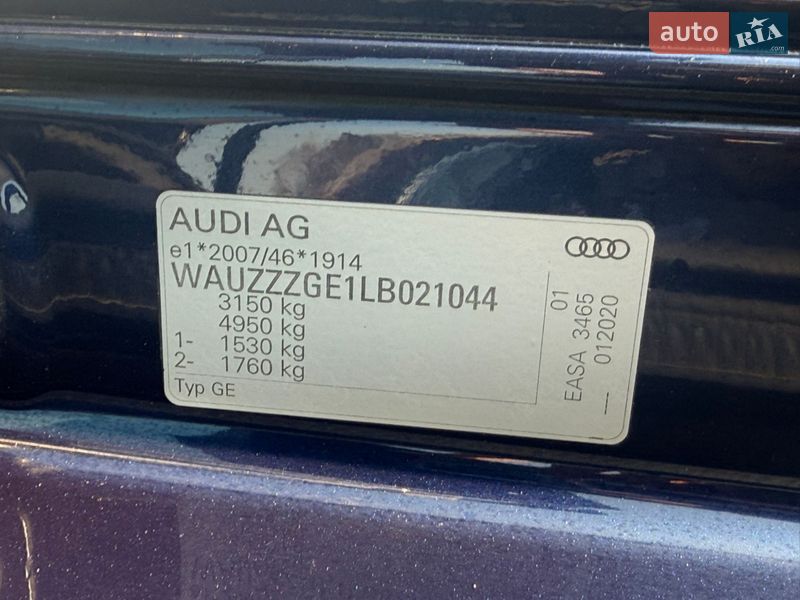 auto RIA
.com
AUDI AG
e1*2007/46*1914
WAUZZZGE1LB021044
3150 kg
4950 kg
1- 1530 kg
2- 1760 kg
Typ GE
01
EASA 3465
— 012020